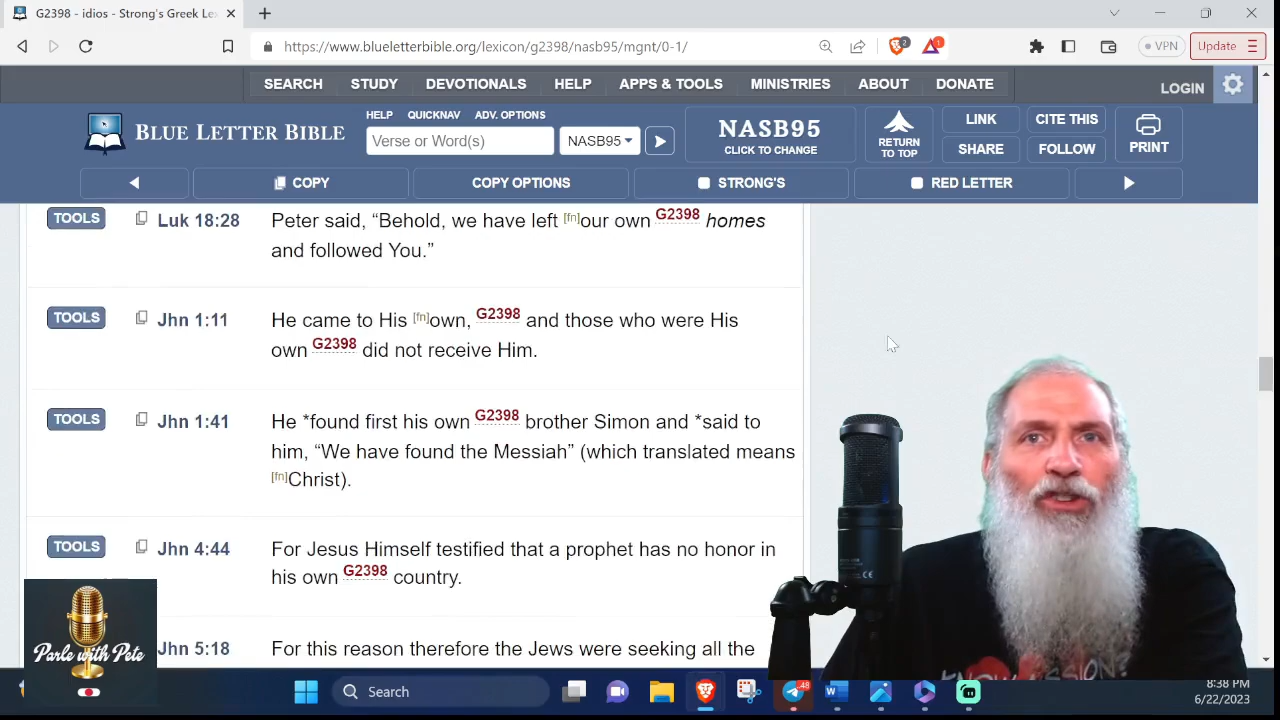 G2398 - idios - Strong's Greek Le
https://www.blueletterbible.org/lexicon/g2398/nasb95/mgnt/0-1/
2
1
VPN
Update
SEARCH STUDY DEVOTIONALS HELP APPS & TOOLS MINISTRIES ABOUT DONATE
LOGIN
BLUE LETTER BIBLE
HELP QUICKNAV ADV. OPTIONS
Verse or Word(s)
NASB95
NASB95
CLICK TO CHANGE
RETURN
TO TOP
LINK
CITE THIS
SHARE
FOLLOW
PRINT
COPY
COPY OPTIONS
STRONG'S
RED LETTER
TOOLS Luk 18:28 Peter said, “Behold, we have left [fn]our own G2398 homes
and followed You.”
TOOLS Jhn 1:11 He came to His [fn]own, G2398 and those who were His
own G2398 did not receive Him.
TOOLS Jhn 1:41 He *found first his own G2398 brother Simon and *said to
him, “We have found the Messiah” (which translated means
[fn]Christ).
TOOLS Jhn 4:44 For Jesus Himself testified that a prophet has no honor in
his own G2398 country.
Jhn 5:18 For this reason therefore the Jews were seeking all the
Parle with Pete
Search
48
8:38 PM
6/22/2023